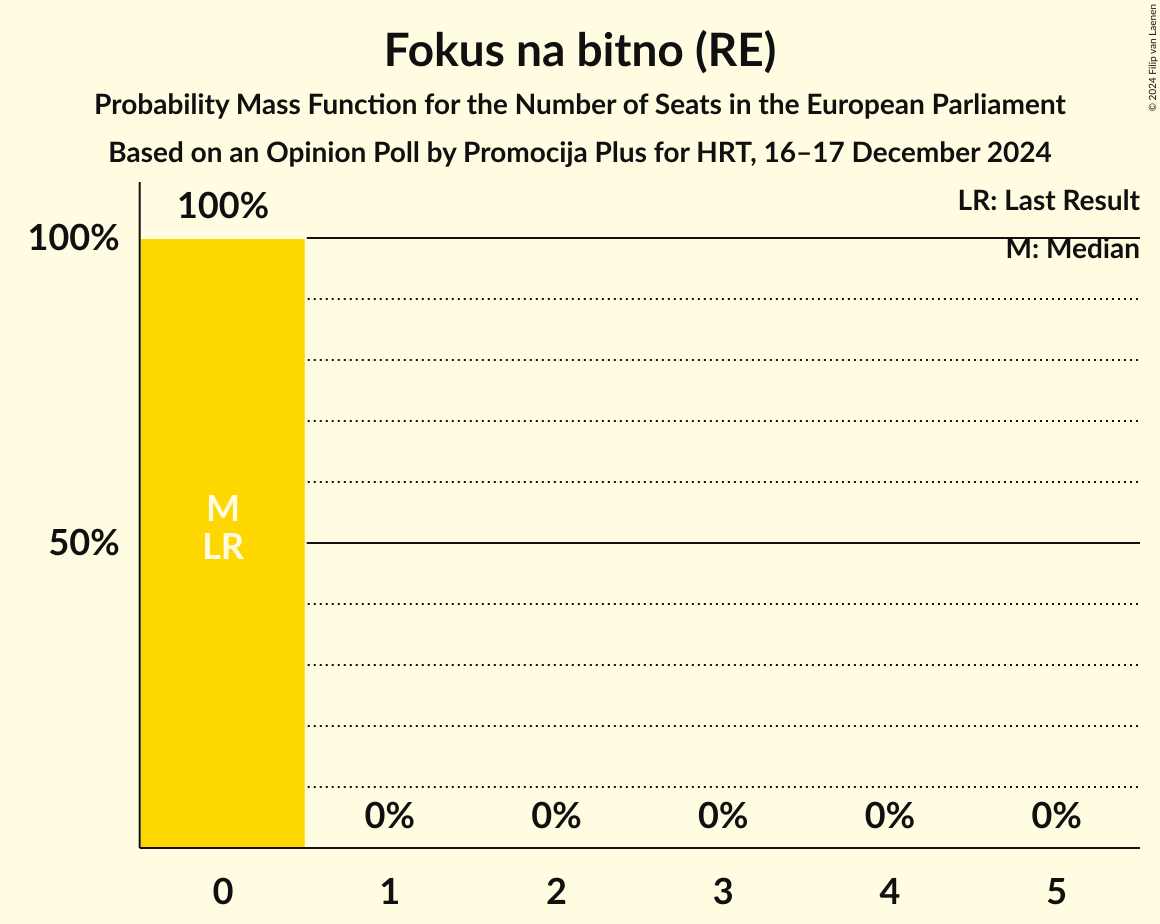 Fokus na bitno (RE)
Probability Mass Function for the Number of Seats in the European Parliament
Based on an Opinion Poll by Promocija Plus for HRT, 16–17 December 2024
© 2024 Filip van Laenen
LR: Last Result
M: Median
100%
100%
50%
M
LR
0% 0% 0% 0% 0%
0 1 2 3 4 5